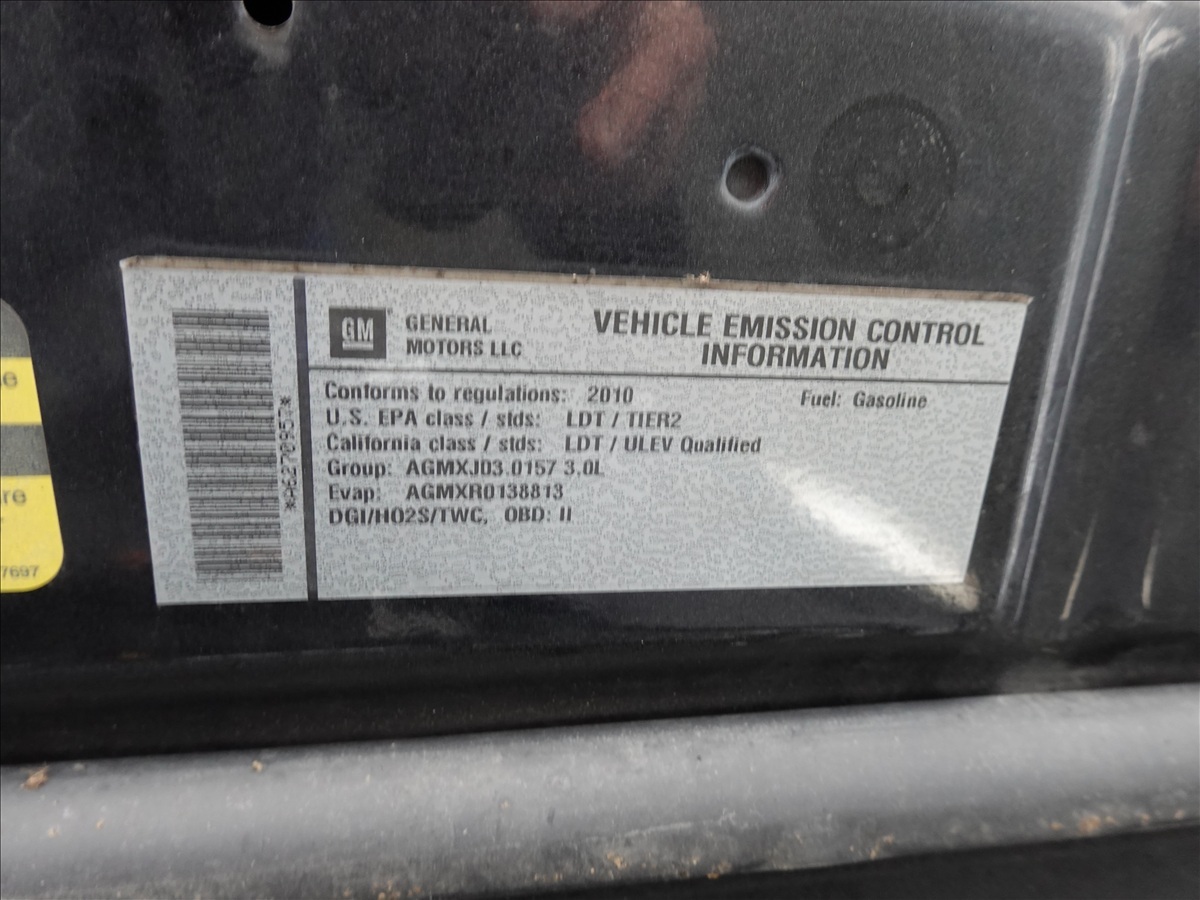 GM
GENERAL
MOTORS LLC
VEHICLE EMISSION CONTROL
INFORMATION
Conforms to regulations: 2010
Fuel: Gasoline
U.S. EPA class / stds: LDT / TIER2
California class / stds: LDT / ULEV Qualified
Group: AGMXJ03.0157 3.0L
Evap: AGMXR0138813
DGI/HO2S/TWC, OBD: II
7697